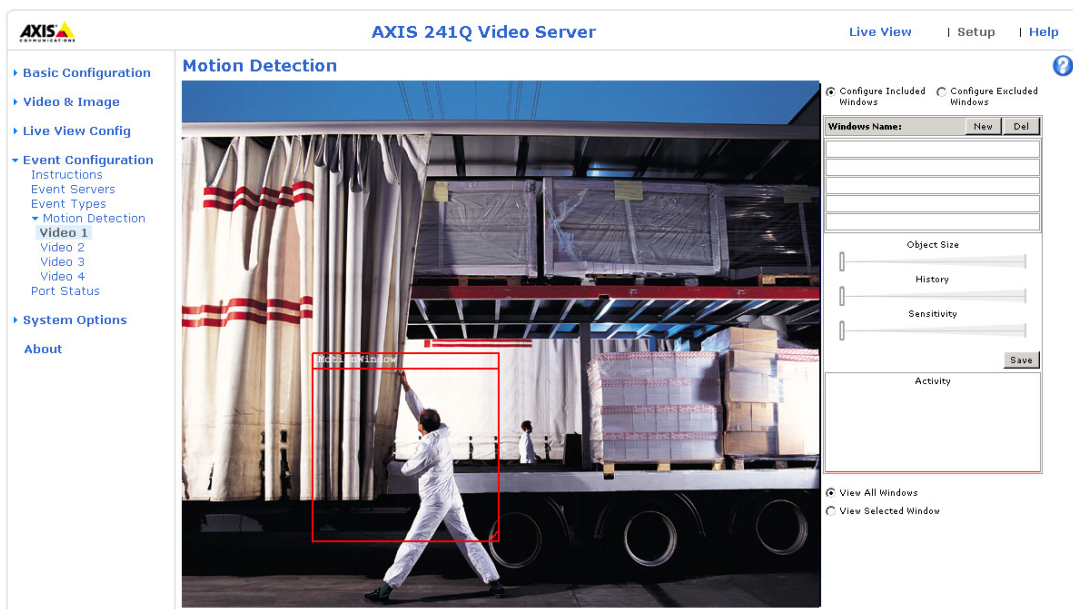 AXIS
COMMUNICATIONS
AXIS 241Q Video Server
Live View | Setup | Help
Basic Configuration
Video & Image
Live View Config
Event Configuration
Instructions
Event Servers
Event Types
Motion Detection
Video 1
Video 2
Video 3
Video 4
Port Status
System Options
About
Motion Detection
?
MotionWindow
Configure Included Windows
Configure Excluded Windows
Windows Name: New Del
Object Size
History
Sensitivity
Save
Activity
View All Windows
View Selected Window